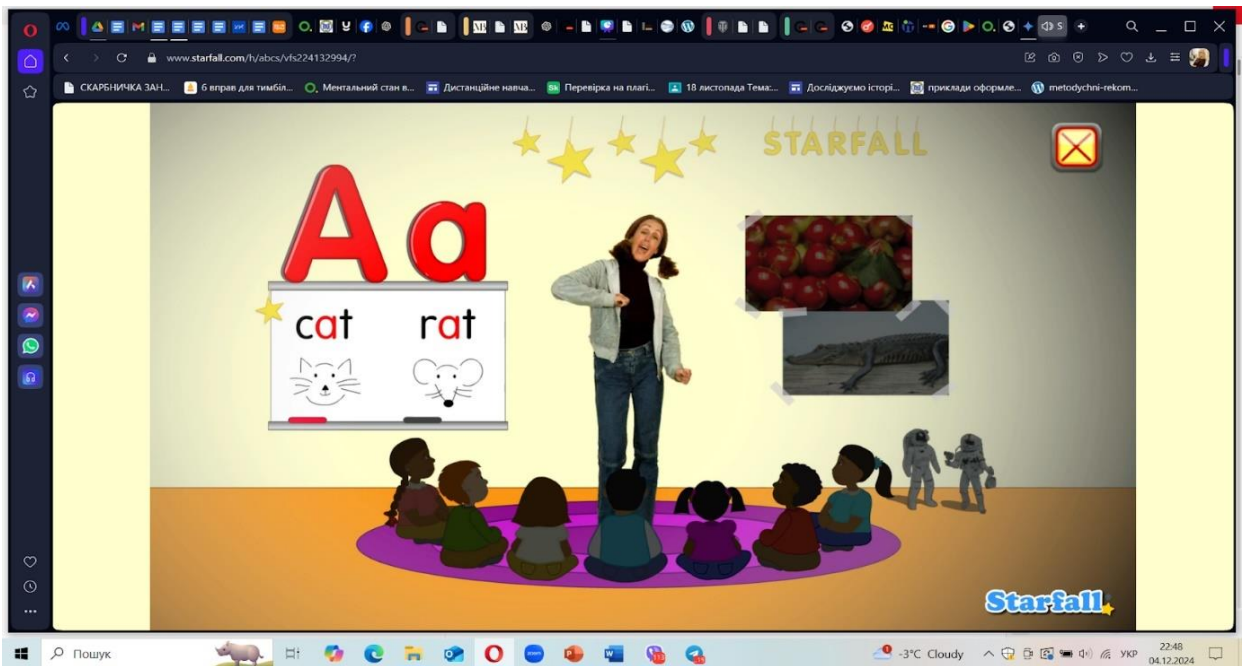 www.starfall.com/h/abcs/vfs224132994/?
СКАРБНИЧКА ЗАН... 6 вправ для тимбіл... Ментальний стан в... Дистанційне навча... Перевірка на плагі... 18 листопада Тема:... Досліджуємо історі... приклади оформле... metodychni-rekom...
STARFALL
Aa
cat rat
Starfall
Пошук
-3°C Cloudy
УКР
22:48
04.12.2024